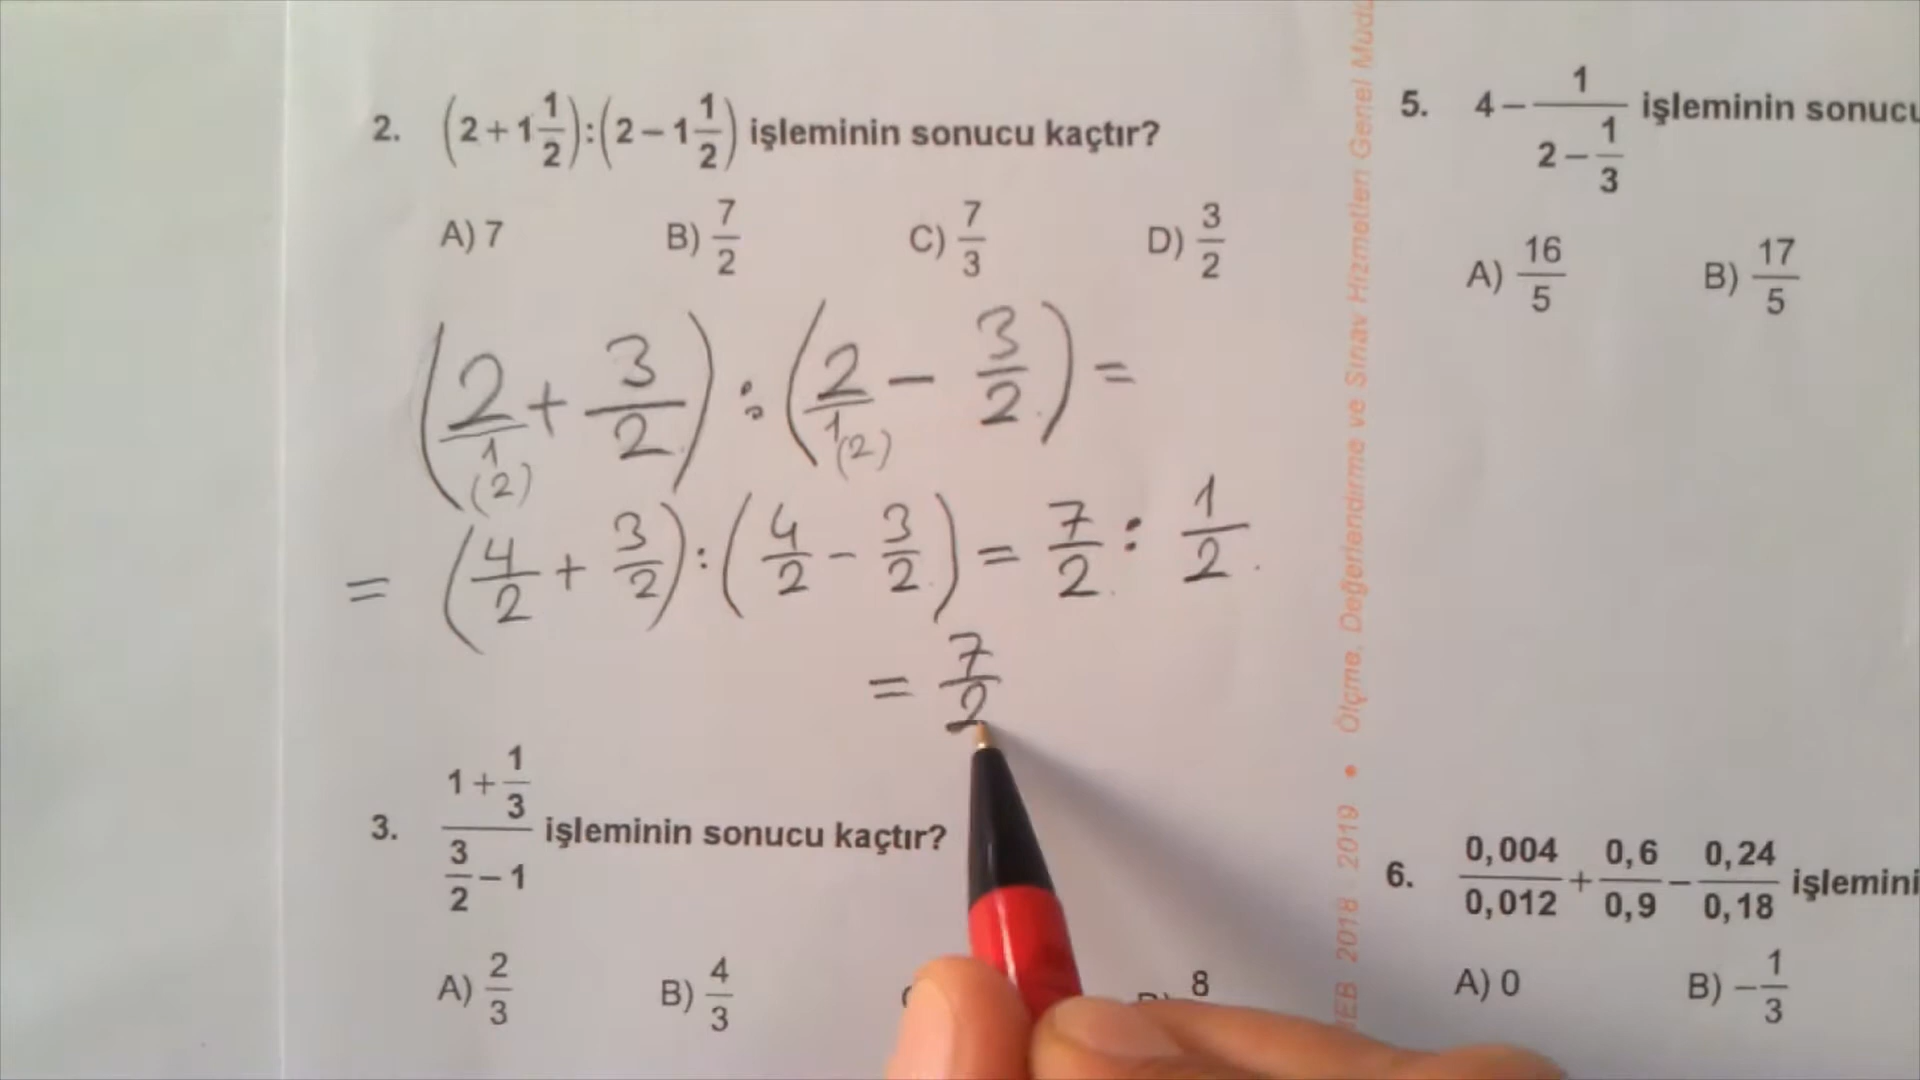 2. (2 + 1 1/2) : (2 − 1 1/2) işleminin sonucu kaçtır?
A) 7 B) 7/2 C) 7/3 D) 3/2
(2/1 + 3/2) : (2/1 − 3/2) =
(2) (2)
= (4/2 + 3/2) : (4/2 − 3/2) = 7/2 : 1/2
= 7/2
3. (1 + 1/3)/(3/2 − 1) işleminin sonucu kaçtır?
A) 2/3 B) 4/3 8
MEB 2018 - 2019 • Ölçme, Değerlendirme ve Sınav Hizmetleri Genel
5. 4 − 1/(2 − 1/3) işleminin
A) 16/5 B) 17/5
6. 0,004/0,012 + 0,6/0,9 − 0,24/0,18
A) 0 B) −1/3